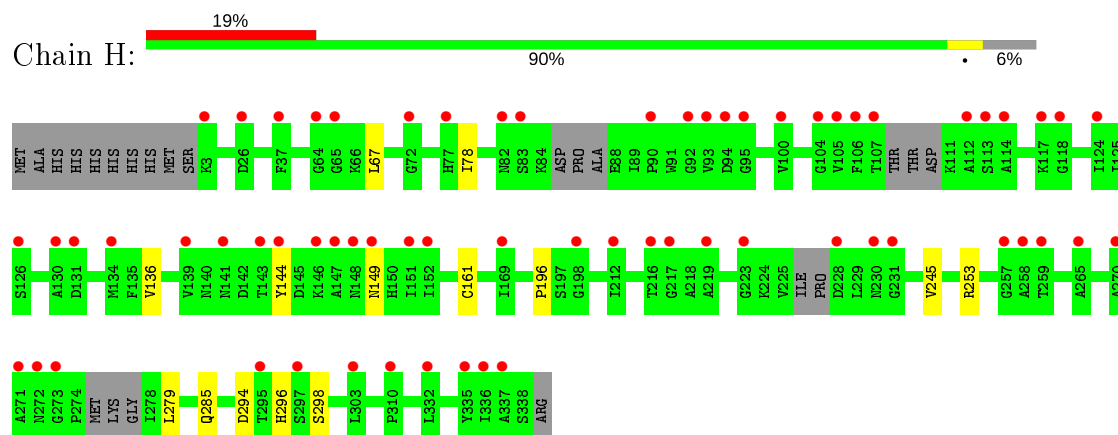 19%
Chain H:
90%
•
6%
MET ALA HIS HIS HIS HIS HIS HIS MET SER K3 D26 F37 G64 G65 K66 L67 G72 H77 I78 N82 S83 K84 ASP PRO ALA E88 I89 P90 W91 G92 V93 D94 G95 V100 G104 V105 F106 T107 THR THR ASP K111 A112 S113 A114 K117 G118 I124 I125
S126 A130 D131 M134 F135 V136 V139 N140 N141 D142 T143 Y144 D145 K146 A147 N148 N149 H150 I151 I152 C161 I169 P196 S197 G198 I212 T216 G217 A218 A219 G223 K224 V225 ILE PRO D228 L229 N230 G231 V245 R253 G257 A258 T259 A265 A270
A271 N272 G273 P274 MET LYS GLY I278 L279 Q285 D294 T295 H296 S297 S298 L303 P310 L332 Y335 I336 A337 S338 ARG